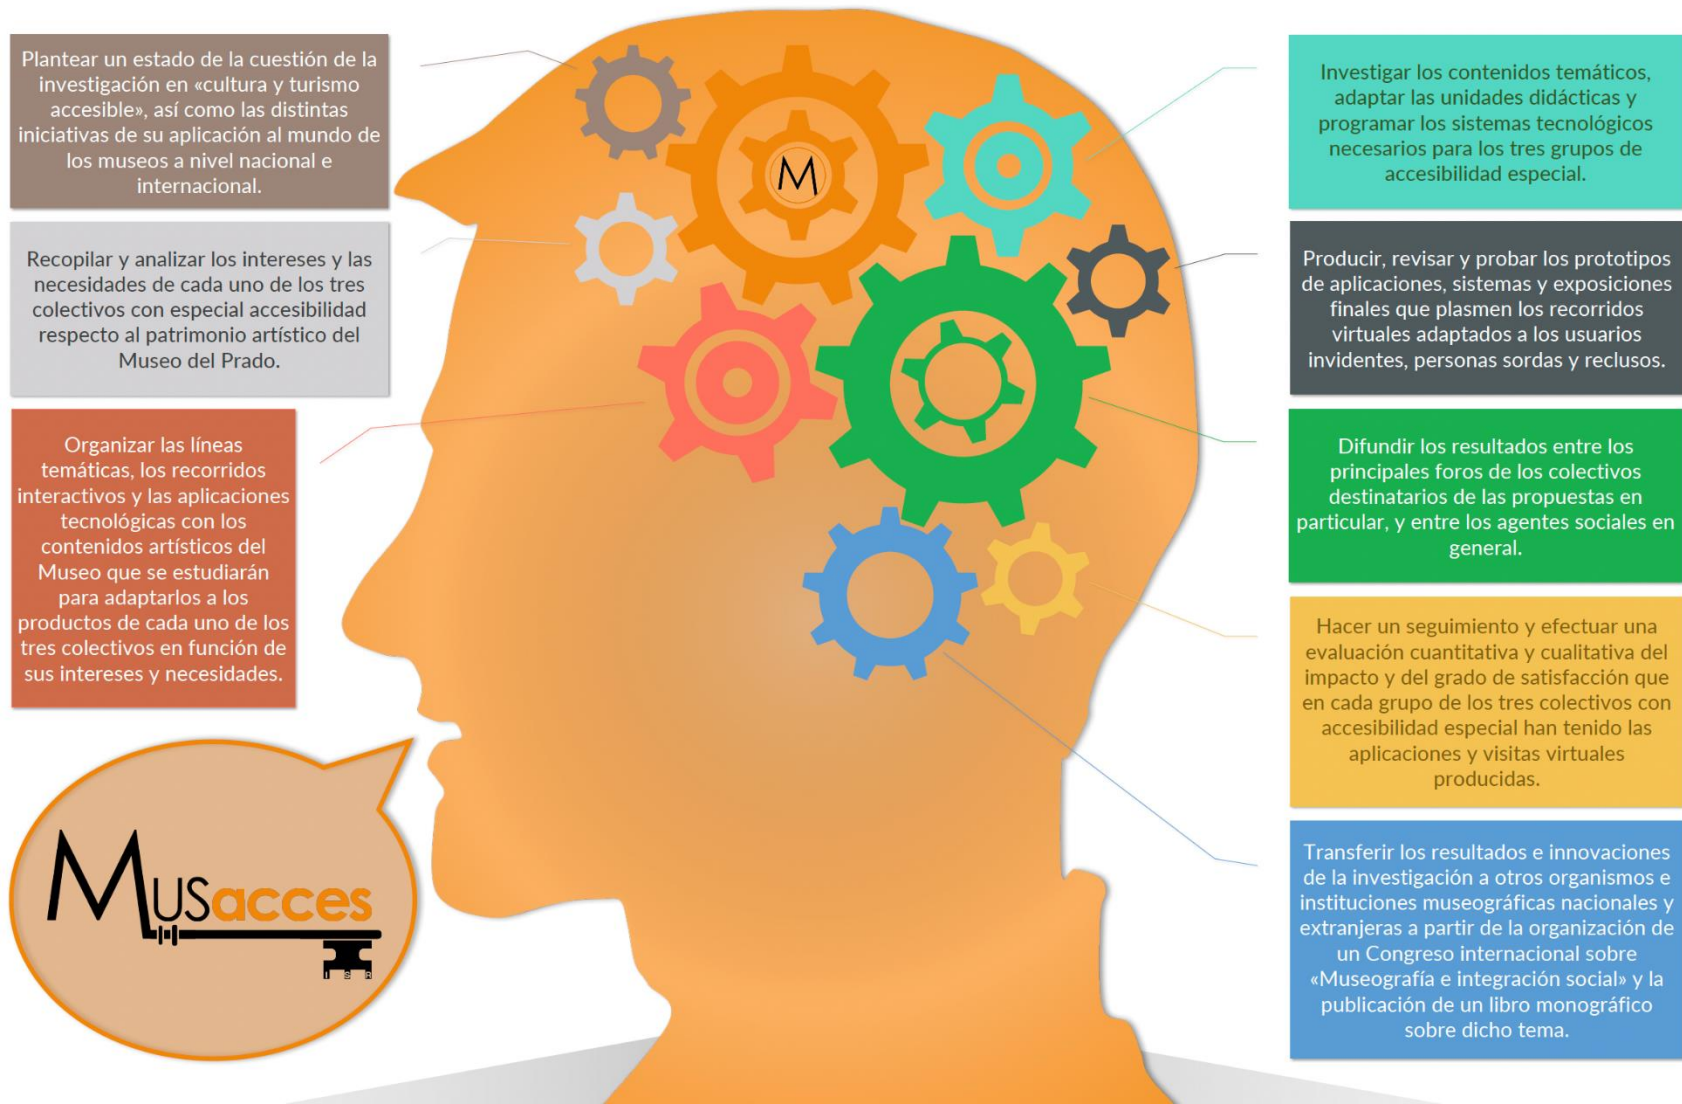 Plantear un estado de la cuestión de la
investigación en «cultura y turismo
accesible», así como las distintas
iniciativas de su aplicación al mundo de
los museos a nivel nacional e
internacional.
Recopilar y analizar los intereses y las
necesidades de cada uno de los tres
colectivos con especial accesibilidad
respecto al patrimonio artístico del
Museo del Prado.
Organizar las líneas
temáticas, los recorridos
interactivos y las aplicaciones
tecnológicas con los
contenidos artísticos del
Museo que se estudiarán
para adaptarlos a los
productos de cada uno de los
tres colectivos en función de
sus intereses y necesidades.
Musacces
M
Investigar los contenidos temáticos,
adaptar las unidades didácticas y
programar los sistemas tecnológicos
necesarios para los tres grupos de
accesibilidad especial.
Producir, revisar y probar los prototipos
de aplicaciones, sistemas y exposiciones
finales que plasmen los recorridos
virtuales adaptados a los usuarios
invidentes, personas sordas y reclusos.
Difundir los resultados entre los
principales foros de los colectivos
destinatarios de las propuestas en
particular, y entre los agentes sociales en
general.
Hacer un seguimiento y efectuar una
evaluación cuantitativa y cualitativa del
impacto y del grado de satisfacción que
en cada grupo de los tres colectivos con
accesibilidad especial han tenido las
aplicaciones y visitas virtuales
producidas.
Transferir los resultados e innovaciones
de la investigación a otros organismos e
instituciones museográficas nacionales y
extranjeras a partir de la organización de
un Congreso internacional sobre
«Museografía e integración social» y la
publicación de un libro monográfico
sobre dicho tema.